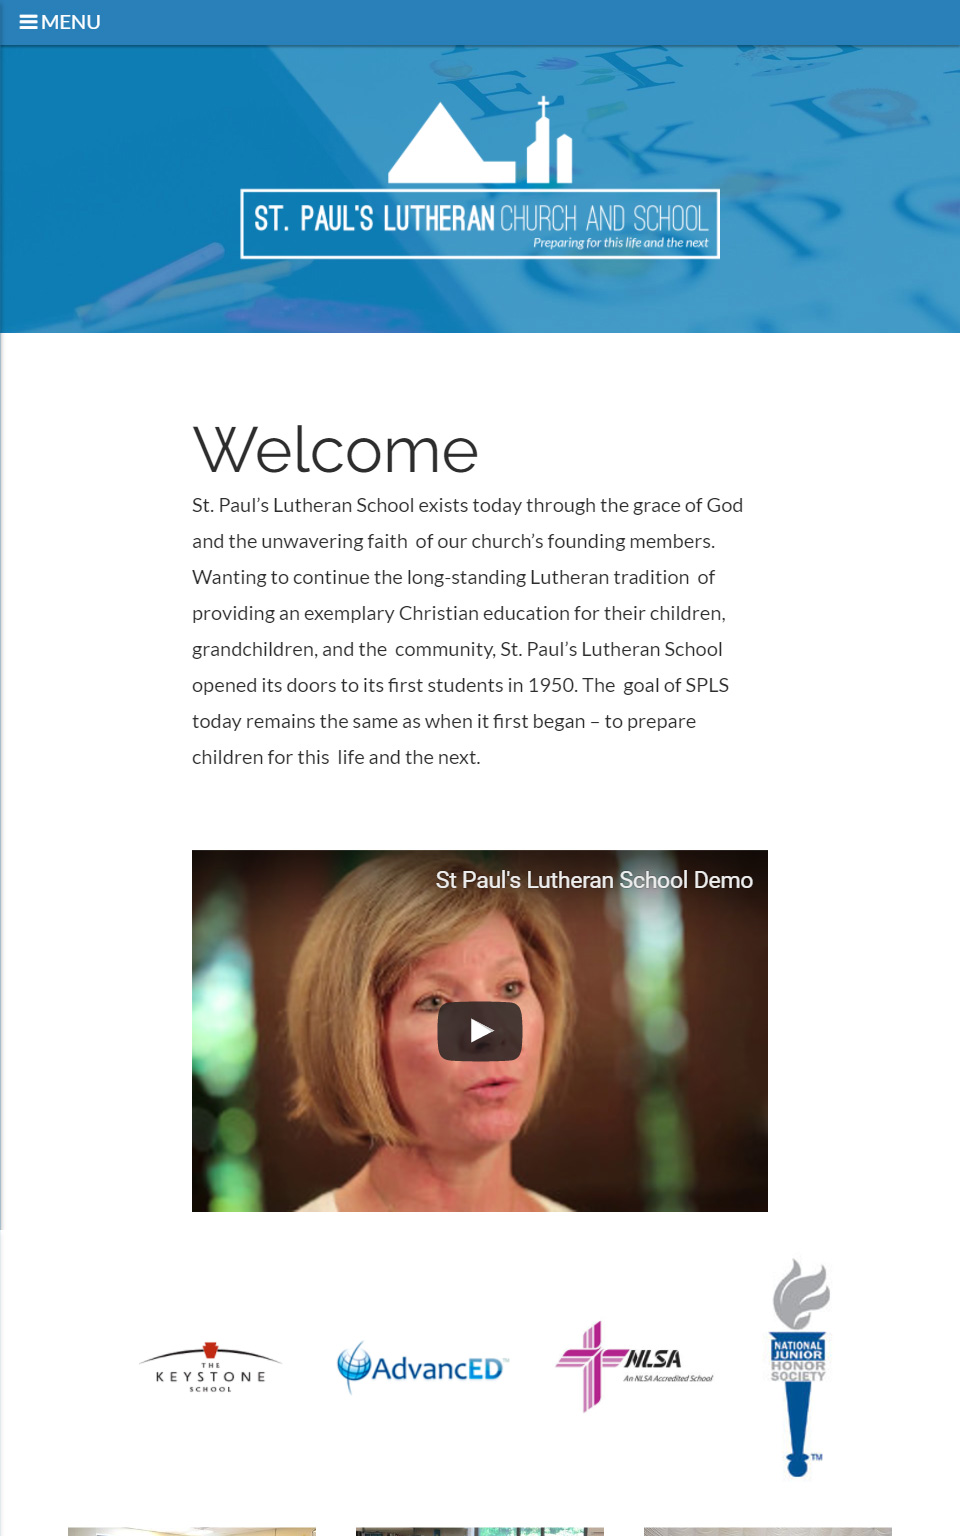 MENU
ST. PAUL'S LUTHERAN CHURCH AND SCHOOL
Preparing for this life and the next
Welcome
St. Paul’s Lutheran School exists today through the grace of God
and the unwavering faith  of our church’s founding members.
Wanting to continue the long-standing Lutheran tradition  of
providing an exemplary Christian education for their children,
grandchildren, and the  community, St. Paul’s Lutheran School
opened its doors to its first students in 1950. The  goal of SPLS
today remains the same as when it first began – to prepare
children for this  life and the next.
St Paul's Lutheran School Demo
THE
KEYSTONE
SCHOOL
AdvancED™
NLSA
An NLSA Accredited School
NATIONAL
JUNIOR
HONOR
SOCIETY
TM